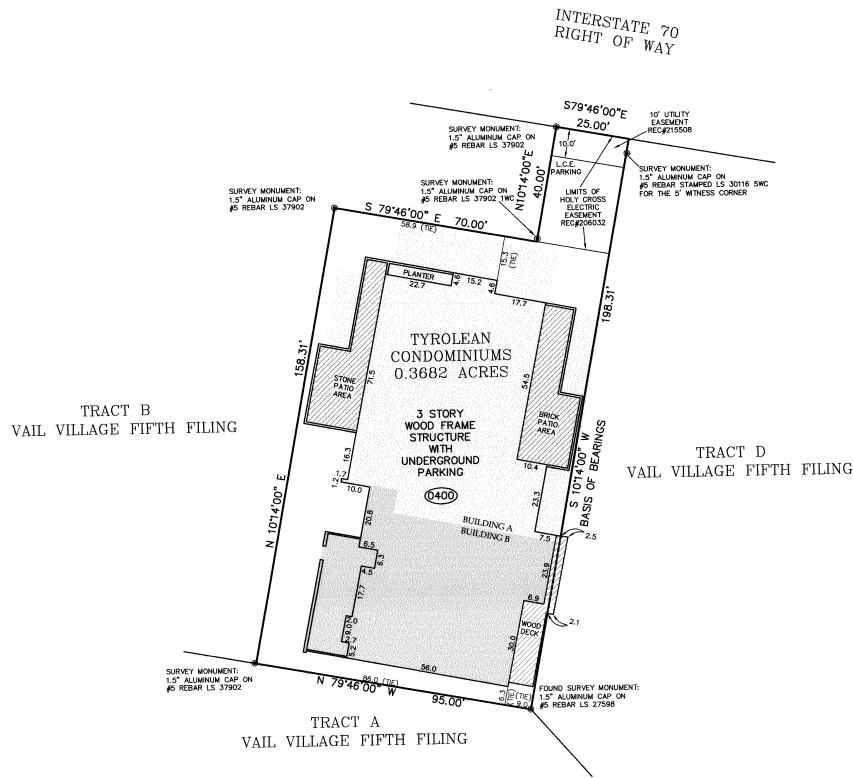 INTERSTATE 70
RIGHT OF WAY
S79°46'00"E
25.00'
10' UTILITY
EASEMENT
REC#215508
SURVEY MONUMENT:
1.5" ALUMINUM CAP ON
#5 REBAR LS 37902
N10°14'00"E
40.00'
10.0'
L.C.E.
PARKING
SURVEY MONUMENT:
1.5" ALUMINUM CAP ON
#5 REBAR STAMPED LS 30116 5WC
FOR THE 5' WITNESS CORNER
SURVEY MONUMENT:
1.5" ALUMINUM CAP ON
#5 REBAR LS 37902 1WC
LIMITS OF
HOLY CROSS
ELECTRIC
EASEMENT
REC#206032
SURVEY MONUMENT:
1.5" ALUMINUM CAP ON
#5 REBAR LS 37902
S 79°46'00" E 70.00'
58.9 (TIE)
15.3
(TIE)
PLANTER
22.7
4.6
15.2
4.6
17.7
198.31'
158.31'
TYROLEAN
CONDOMINIUMS
0.3682 ACRES
71.5
54.5
STONE
PATIO
AREA
BRICK
PATIO
AREA
3 STORY
WOOD FRAME
STRUCTURE
WITH
UNDERGROUND
PARKING
0400
TRACT B
VAIL VILLAGE FIFTH FILING
TRACT D
VAIL VILLAGE FIFTH FILING
S 10°14'00" W
BASIS OF BEARINGS
N 10°14'00" E
16.3
1.7
1.2
10.0
10.4
23.3
20.8
BUILDING A
BUILDING B
7.5
2.5
6.5
6.3
4.5
23.9
17.7
6.9
2.1
9.0
WOOD
DECK
30.0
5.2
56.0
86.0 (TIE)
N 79°46'00" W
95.00'
6.3
(TIE)
(TIE)
9.0
SURVEY MONUMENT:
1.5" ALUMINUM CAP ON
#5 REBAR LS 37902
FOUND SURVEY MONUMENT:
1.5" ALUMINUM CAP ON
#5 REBAR LS 27598
TRACT A
VAIL VILLAGE FIFTH FILING